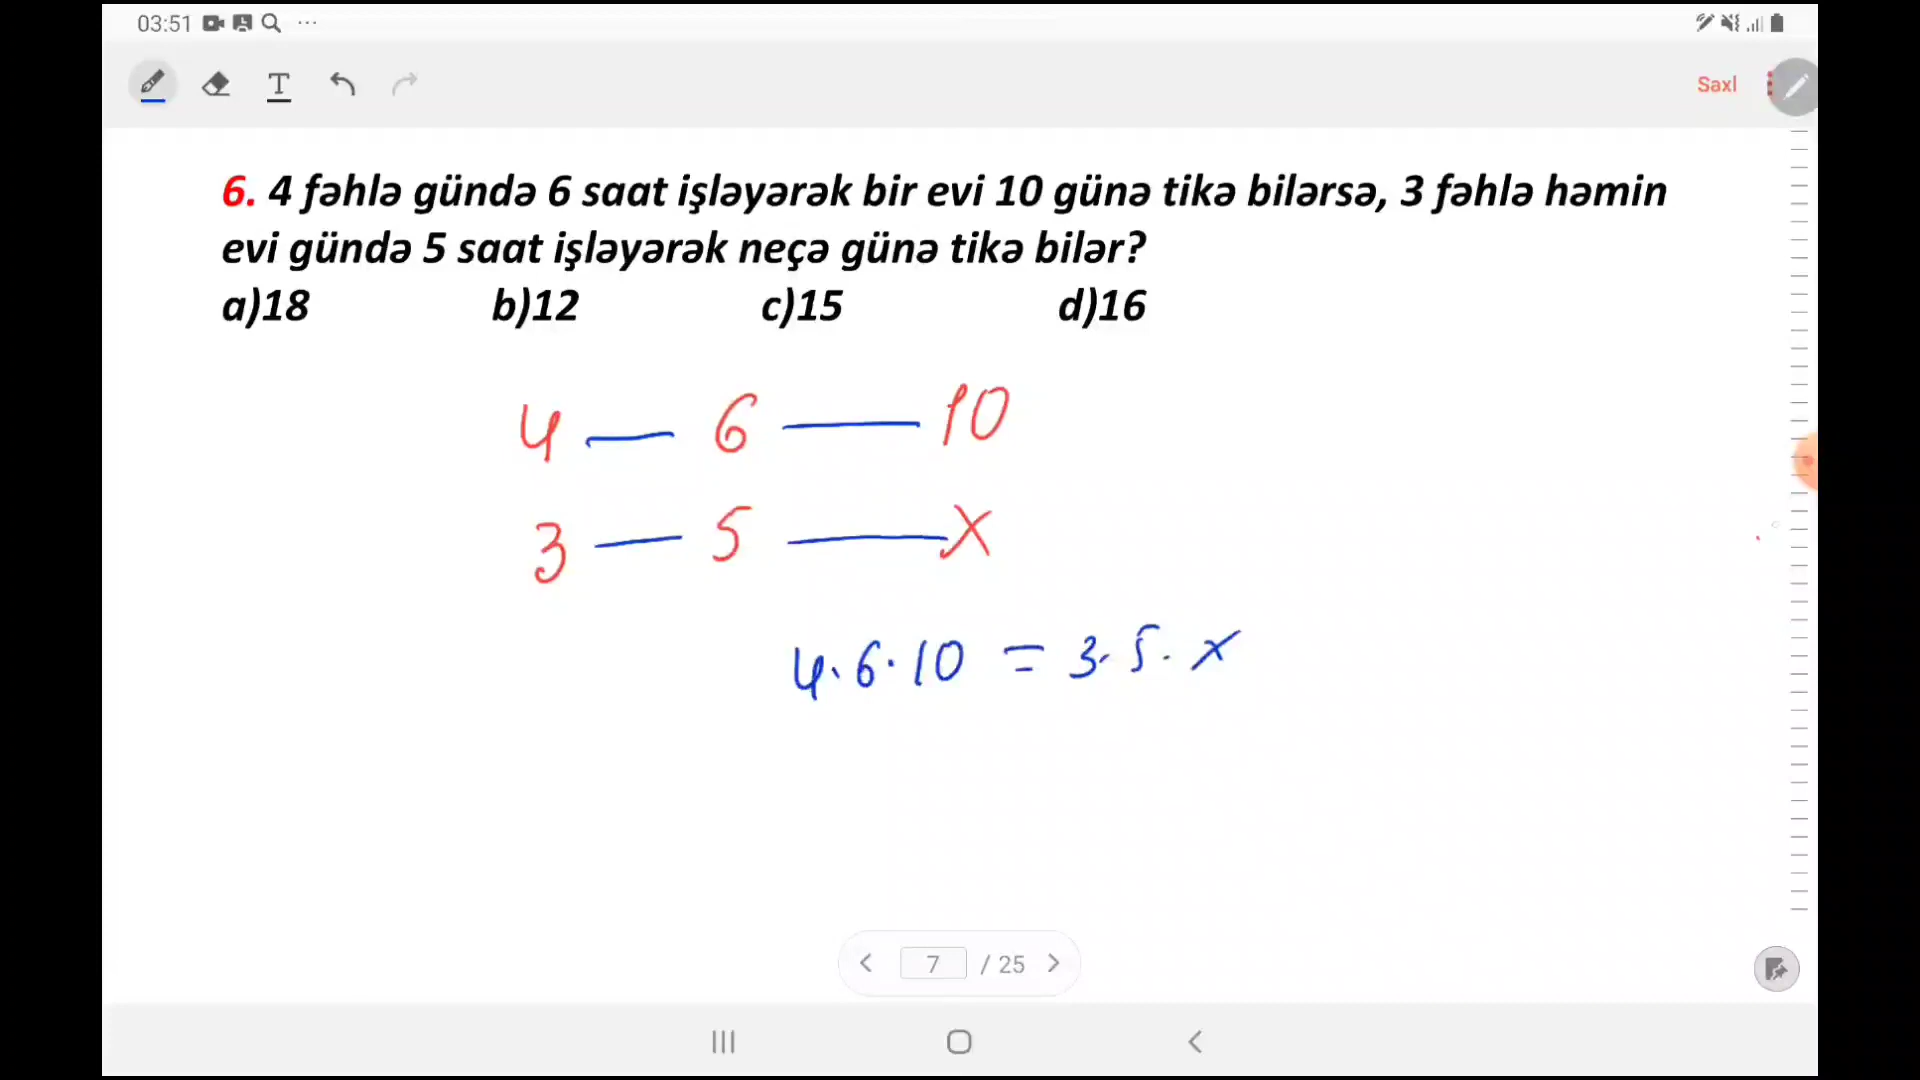 03:51
Saxl
6. 4 fəhlə gündə 6 saat işləyərək bir evi 10 günə tikə bilərsə, 3 fəhlə həmin
evi gündə 5 saat işləyərək neçə günə tikə bilər?
a)18 b)12 c)15 d)16
4 — 6 — 10
3 — 5 — x
4·6·10 = 3·5·x
7 / 25